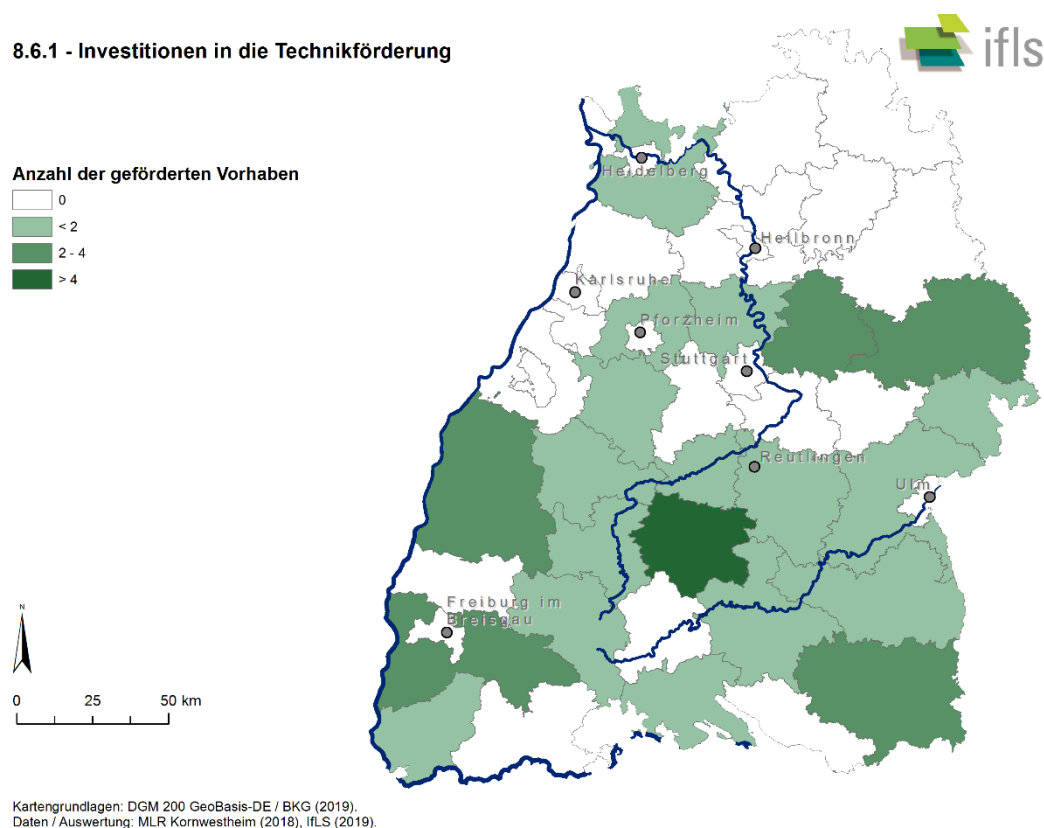 8.6.1 - Investitionen in die Technikförderung
ifls
Anzahl der geförderten Vorhaben
0
< 2
2 - 4
> 4
Heidelberg
Heilbronn
Karlsruhe
Pforzheim
Stuttgart
Reutlingen
Ulm
Freiburg im
Breisgau
N
0 25 50 km
Kartengrundlagen: DGM 200 GeoBasis-DE / BKG (2019).
Daten / Auswertung: MLR Kornwestheim (2018), IfLS (2019).